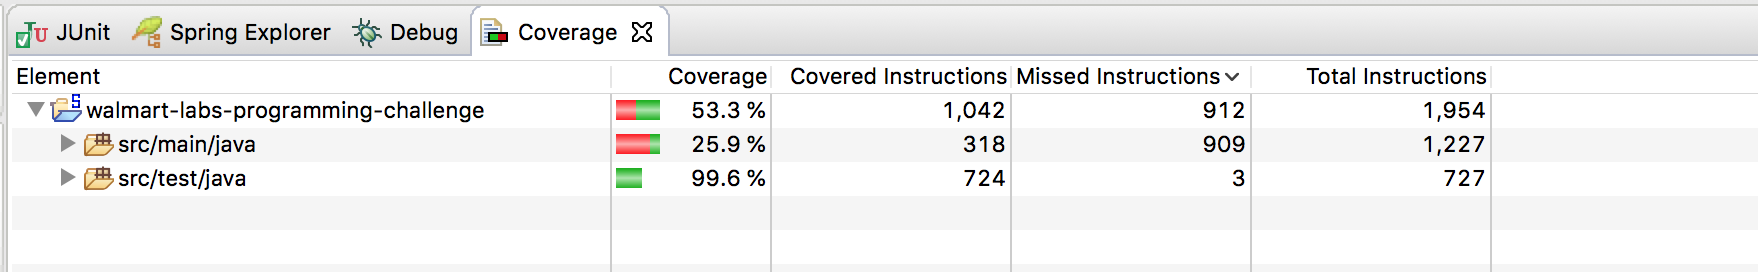 JUnit Spring Explorer Debug Coverage
Element Coverage Covered Instructions Missed Instructions Total Instructions
walmart-labs-programming-challenge 53.3 % 1,042 912 1,954
src/main/java 25.9 % 318 909 1,227
src/test/java 99.6 % 724 3 727